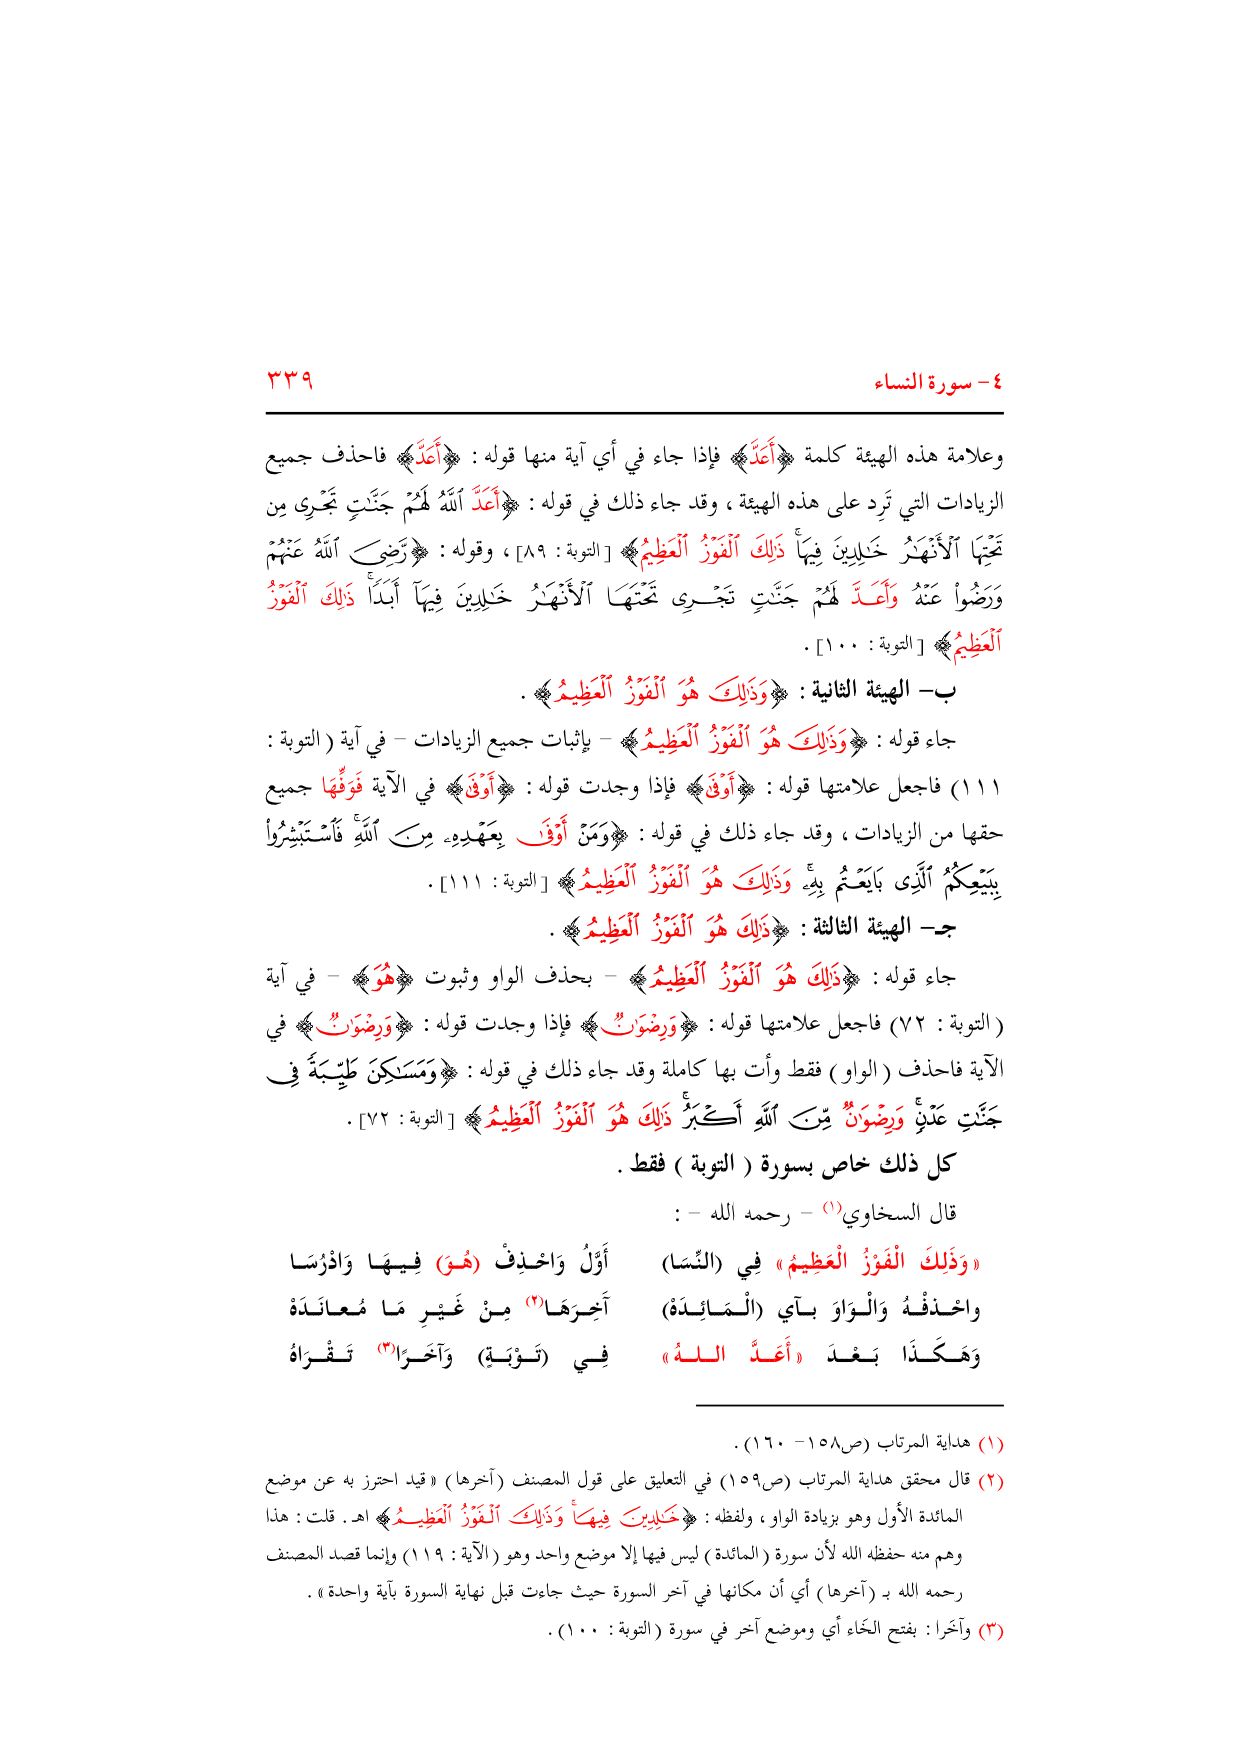 ٤- سورة النساء ٣٣٩
وعلامة هذه الهيئة كلمة ﴿أَعَدَّ﴾ فإذا جاء في أي آية منها قوله : ﴿أَعَدَّ﴾ فاحذف جميع
الزيادات التي تَرِد على هذه الهيئة ، وقد جاء ذلك في قوله : ﴿أَعَدَّ ٱللَّهُ لَهُمۡ جَنَّٰتٖ تَجۡرِى مِن
تَحۡتِهَا ٱلۡأَنۡهَٰرُ خَٰلِدِينَ فِيهَاۚ ذَٰلِكَ ٱلۡفَوۡزُ ٱلۡعَظِيمُ﴾ [التوبة : ٨٩] ، وقوله : ﴿رَّضِىَ ٱللَّهُ عَنۡهُمۡ
وَرَضُواْ عَنۡهُ وَأَعَدَّ لَهُمۡ جَنَّٰتٖ تَجۡرِى تَحۡتَهَا ٱلۡأَنۡهَٰرُ خَٰلِدِينَ فِيهَآ أَبَدٗاۚ ذَٰلِكَ ٱلۡفَوۡزُ
ٱلۡعَظِيمُ﴾ [التوبة : ١٠٠] .
ب- الهيئة الثانية : ﴿وَذَٰلِكَ هُوَ ٱلۡفَوۡزُ ٱلۡعَظِيمُ﴾ .
جاء قوله : ﴿وَذَٰلِكَ هُوَ ٱلۡفَوۡزُ ٱلۡعَظِيمُ﴾ – بإثبات جميع الزيادات – في آية ( التوبة :
١١١) فاجعل علامتها قوله : ﴿أَوۡفَىٰ﴾ فإذا وجدت قوله : ﴿أَوۡفَىٰ﴾ في الآية فَوَفِّهَا جميع
حقها من الزيادات ، وقد جاء ذلك في قوله : ﴿وَمَنۡ أَوۡفَىٰ بِعَهۡدِهِۦ مِنَ ٱللَّهِۚ فَٱسۡتَبۡشِرُواْ
بِبَيۡعِكُمُ ٱلَّذِى بَايَعۡتُم بِهِۦۚ وَذَٰلِكَ هُوَ ٱلۡفَوۡزُ ٱلۡعَظِيمُ﴾ [التوبة : ١١١] .
جـ- الهيئة الثالثة : ﴿ذَٰلِكَ هُوَ ٱلۡفَوۡزُ ٱلۡعَظِيمُ﴾ .
جاء قوله : ﴿ذَٰلِكَ هُوَ ٱلۡفَوۡزُ ٱلۡعَظِيمُ﴾ – بحذف الواو وثبوت ﴿هُوَ﴾ – في آية
( التوبة : ٧٢) فاجعل علامتها قوله : ﴿وَرِضۡوَٰنٞ﴾ فإذا وجدت قوله : ﴿وَرِضۡوَٰنٞ﴾ في
الآية فاحذف ( الواو ) فقط وأت بها كاملة وقد جاء ذلك في قوله : ﴿وَمَسَٰكِنَ طَيِّبَةٗ فِى
جَنَّٰتِ عَدۡنٖۚ وَرِضۡوَٰنٞ مِّنَ ٱللَّهِ أَكۡبَرُۚ ذَٰلِكَ هُوَ ٱلۡفَوۡزُ ٱلۡعَظِيمُ﴾ [التوبة : ٧٢] .
كل ذلك خاص بسورة ( التوبة ) فقط .
قال السخاوي(١) – رحمه الله – :
« وَذَلِكَ الْفَوْزُ الْعَظِيمُ » فِي (النِّسَا) أَوَّلُ وَاحْذِفْ (هُوَ) فِيهَا وَادْرُسَا
واحْذفْهُ وَالْوَاوَ بآي (الْمَائِدَهْ) آخِرَهَا(٢) مِنْ غَيْرِ مَا مُعانَدَهْ
وَهَكَذَا بَعْدَ « أَعَدَّ اللهُ » فِي (تَوْبَةٍ) وَآخَرًا(٣) تَقْرَاهُ
(١) هداية المرتاب (ص١٥٨- ١٦٠) .
(٢) قال محقق هداية المرتاب (ص١٥٩) في التعليق على قول المصنف (آخرها) « قيد احترز به عن موضع
المائدة الأول وهو بزيادة الواو ، ولفظه : ﴿خَٰلِدِينَ فِيهَاۚ وَذَٰلِكَ ٱلۡفَوۡزُ ٱلۡعَظِيمُ﴾ اهـ . قلت : هذا
وهم منه حفظه الله لأن سورة (المائدة) ليس فيها إلا موضع واحد وهو (الآية : ١١٩) وإنما قصد المصنف
رحمه الله بـ (آخرها) أي أن مكانها في آخر السورة حيث جاءت قبل نهاية السورة بآية واحدة » .
(٣) وآخَرا : بفتح الخَاء أي وموضع آخر في سورة (التوبة : ١٠٠) .